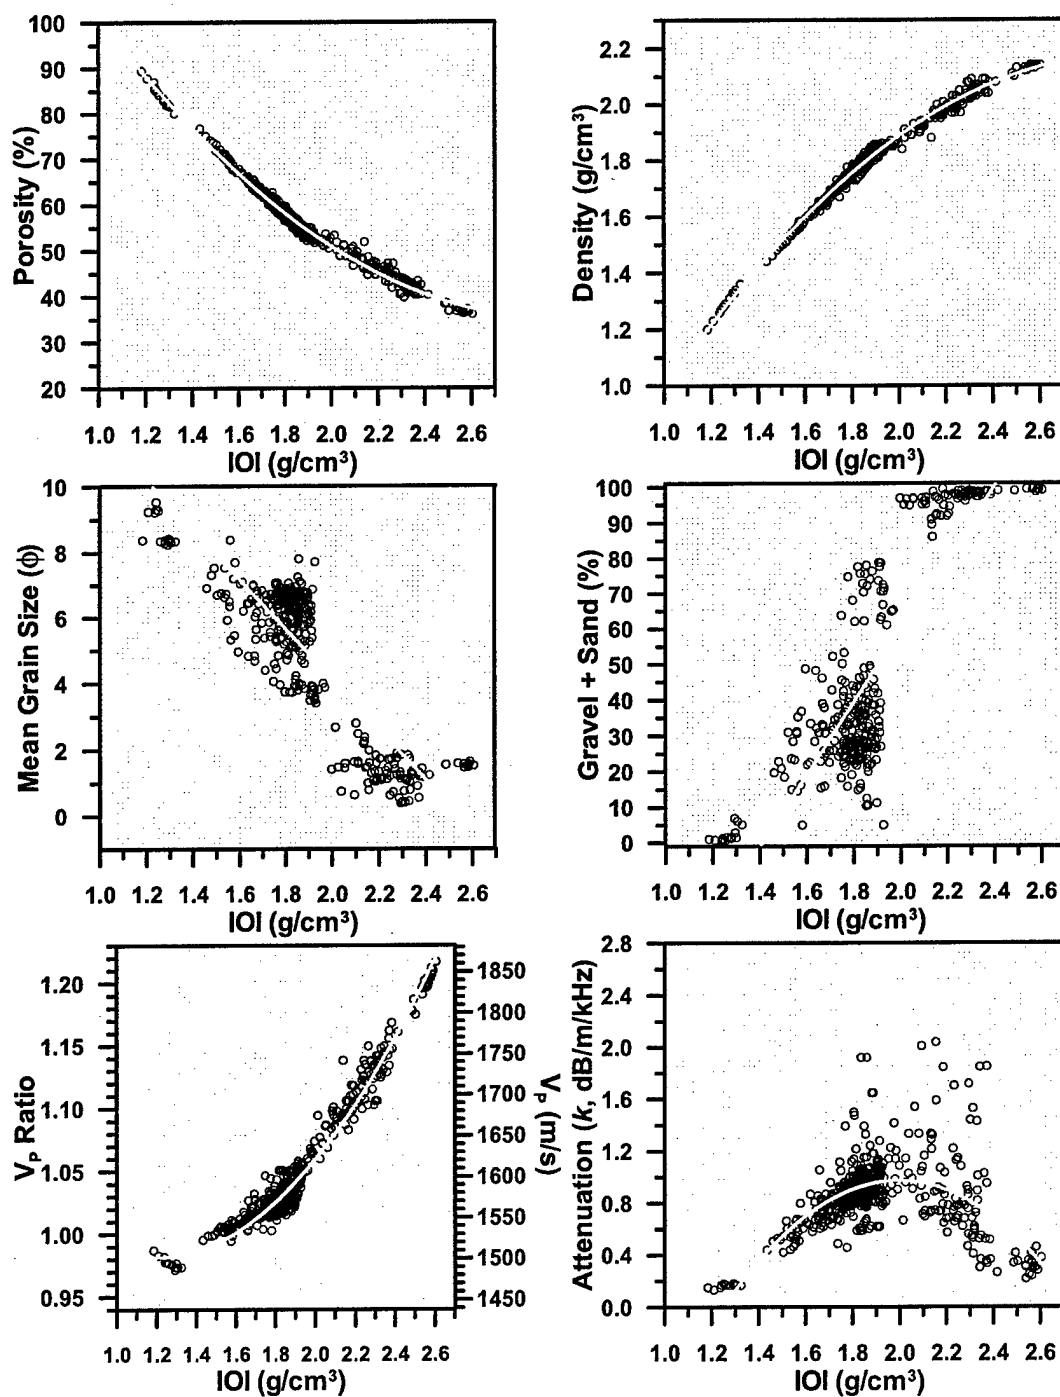 100
90
80
70
60
50
40
30
20
Porosity (%)
1.0 1.2 1.4 1.6 1.8 2.0 2.2 2.4 2.6
IOI (g/cm³)
2.2
2.0
1.8
1.6
1.4
1.2
1.0
Density (g/cm³)
1.0 1.2 1.4 1.6 1.8 2.0 2.2 2.4 2.6
IOI (g/cm³)
10
8
6
4
2
0
Mean Grain Size (ϕ)
1.0 1.2 1.4 1.6 1.8 2.0 2.2 2.4 2.6
IOI (g/cm³)
100
90
80
70
60
50
40
30
20
10
0
Gravel + Sand (%)
1.0 1.2 1.4 1.6 1.8 2.0 2.2 2.4 2.6
IOI (g/cm³)
1.20
1.15
1.10
1.05
1.00
0.95
Vₚ Ratio
1850
1800
1750
1700
1650
1600
1550
1500
1450
Vₚ (m/s)
1.0 1.2 1.4 1.6 1.8 2.0 2.2 2.4 2.6
IOI (g/cm³)
2.8
2.4
2.0
1.6
1.2
0.8
0.4
0.0
Attenuation (k, dB/m/kHz)
1.0 1.2 1.4 1.6 1.8 2.0 2.2 2.4 2.6
IOI (g/cm³)